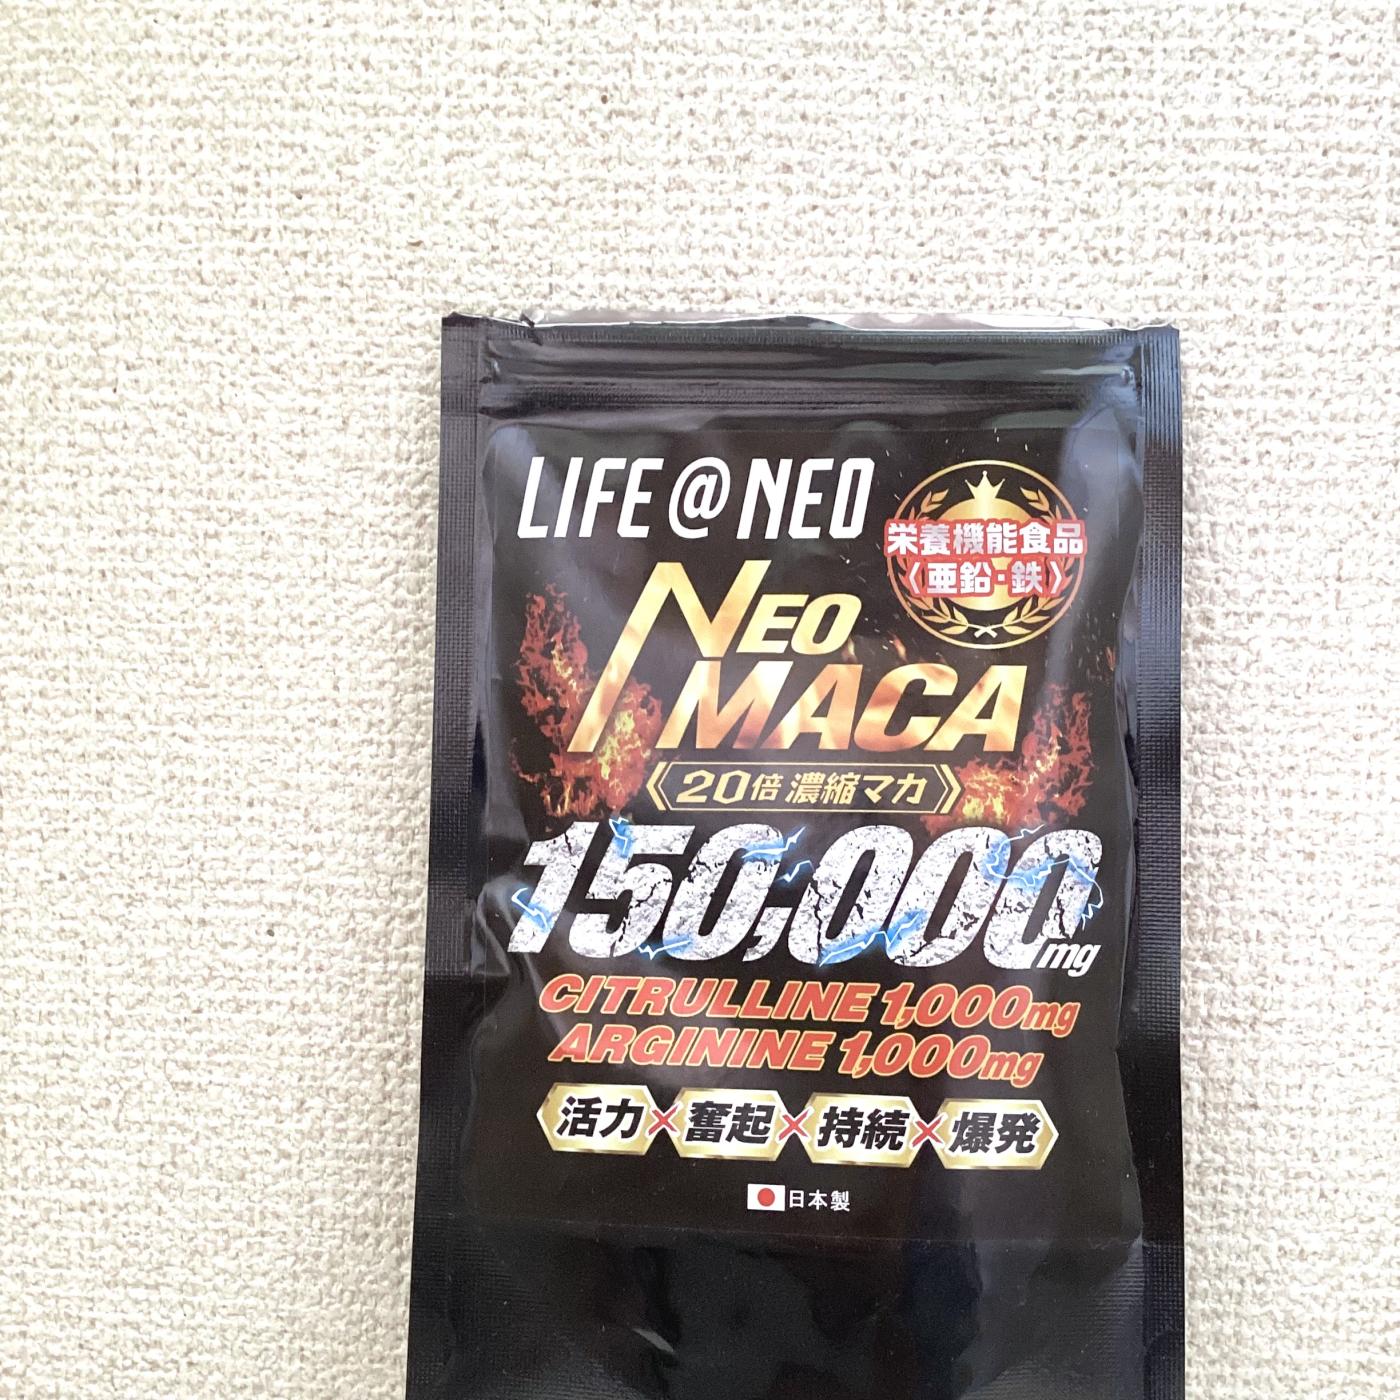 LIFE@NEO
栄養機能食品
〈亜鉛・鉄〉
NEO
MACA
20倍 濃縮マカ
150,000mg
CITRULLINE 1,000mg
ARGININE 1,000mg
活力×奮起×持続×爆発
日本製